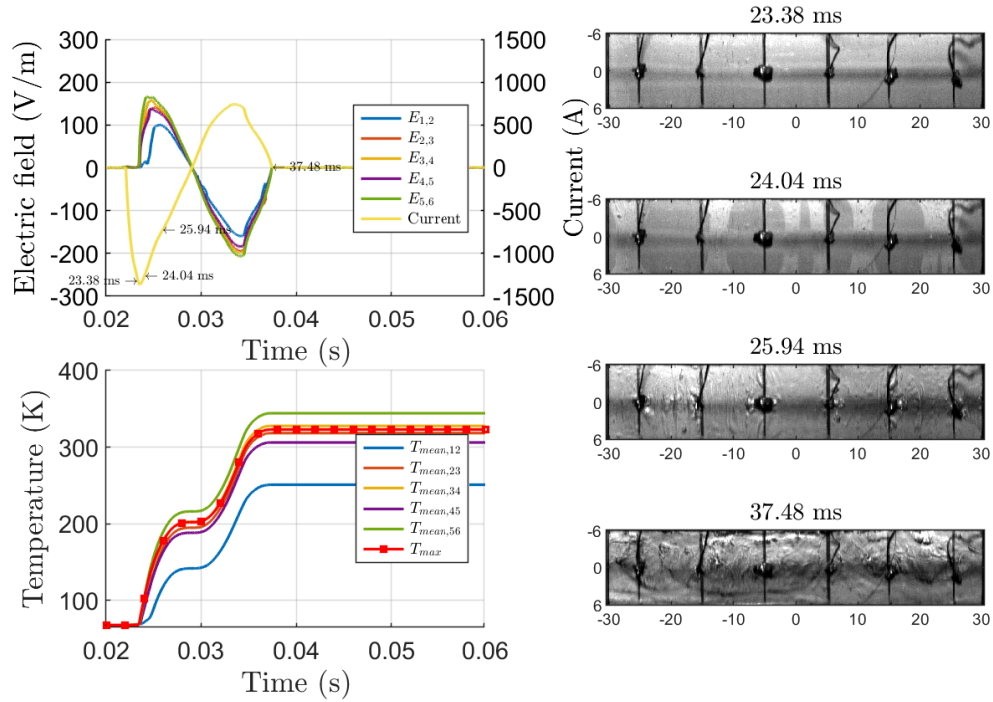 300
200
100
0
-100
-200
-300
Electric field (V/m)
1500
1000
500
0
-500
-1000
-1500
Current (A)
0.02
0.03
0.04
0.05
0.06
Time (s)
E1,2
E2,3
E3,4
E4,5
E5,6
Current
← 37.48 ms
← 25.94 ms
← 24.04 ms
23.38 ms →
400
300
200
100
Temperature (K)
0.02
0.03
0.04
0.05
0.06
Time (s)
Tmean,12
Tmean,23
Tmean,34
Tmean,45
Tmean,56
Tmax
23.38 ms
-6
0
6
-30 -20 -10 0 10 20 30
24.04 ms
-6
0
6
-30 -20 -10 0 10 20 30
25.94 ms
-6
0
6
-30 -20 -10 0 10 20 30
37.48 ms
-6
0
6
-30 -20 -10 0 10 20 30